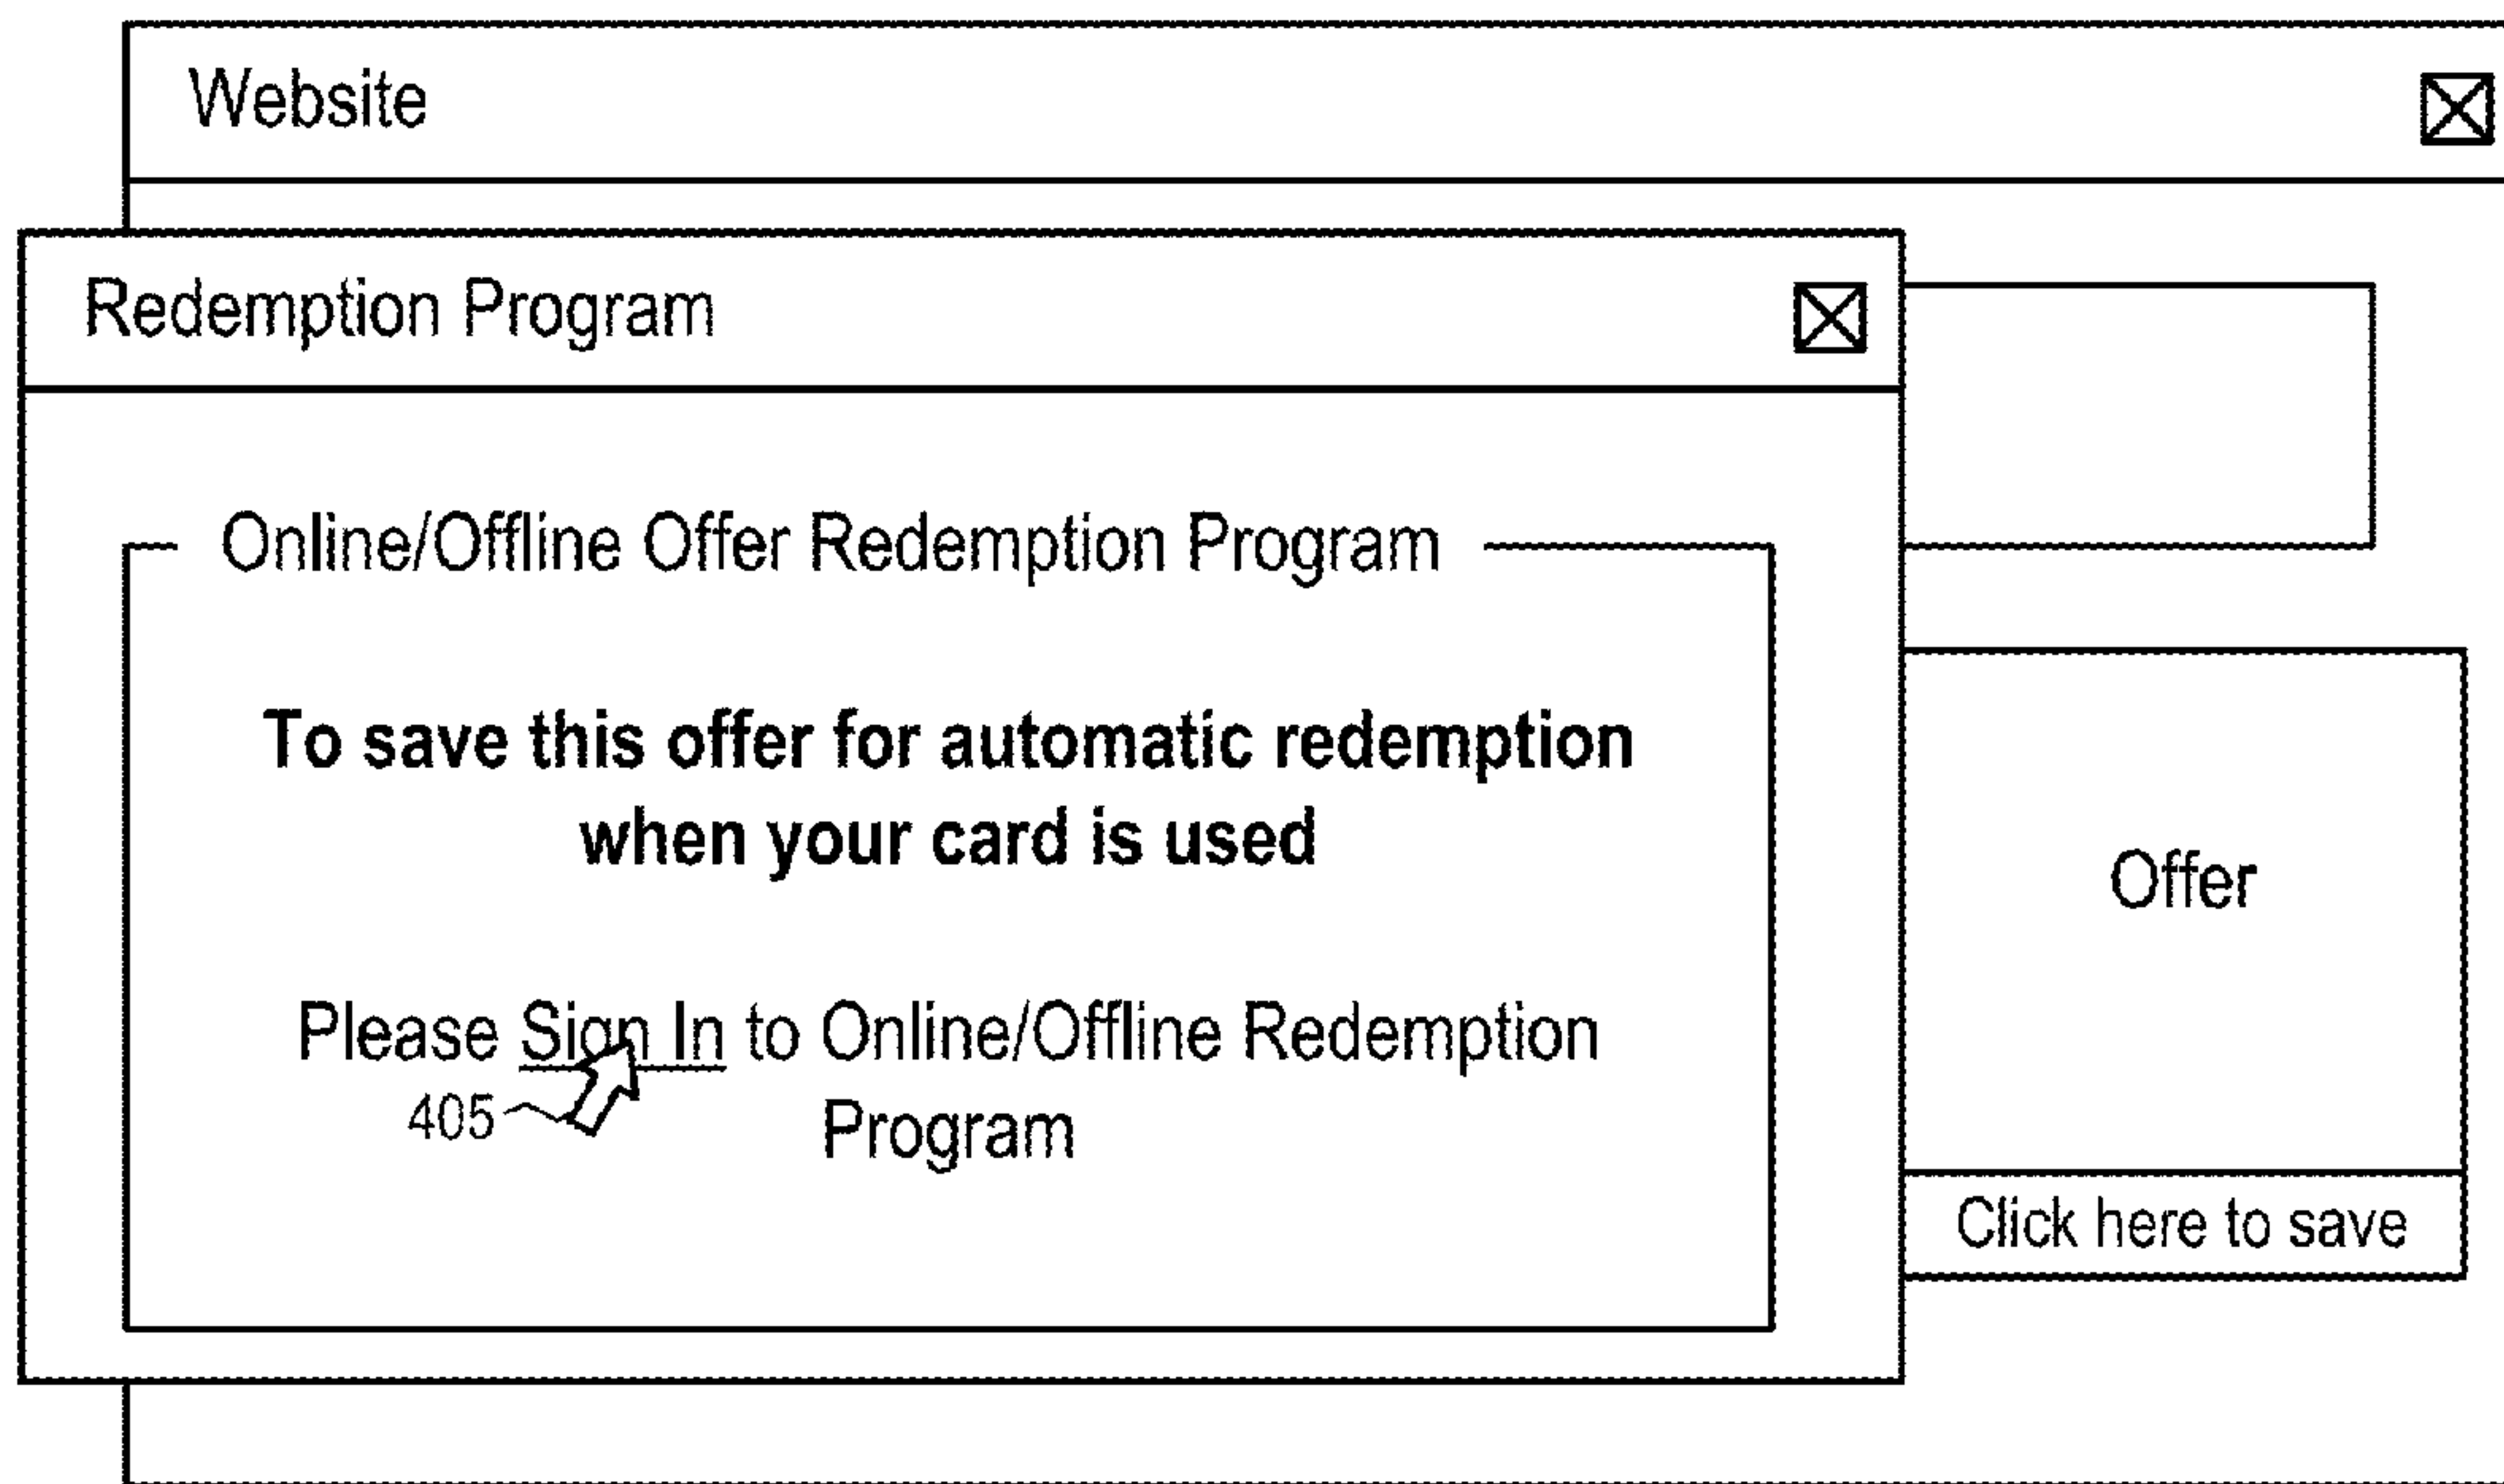 Website
Redemption Program
Online/Offline Offer Redemption Program
To save this offer for automatic redemption
when your card is used
Please Sign In to Online/Offline Redemption
405
Program
Offer
Click here to save